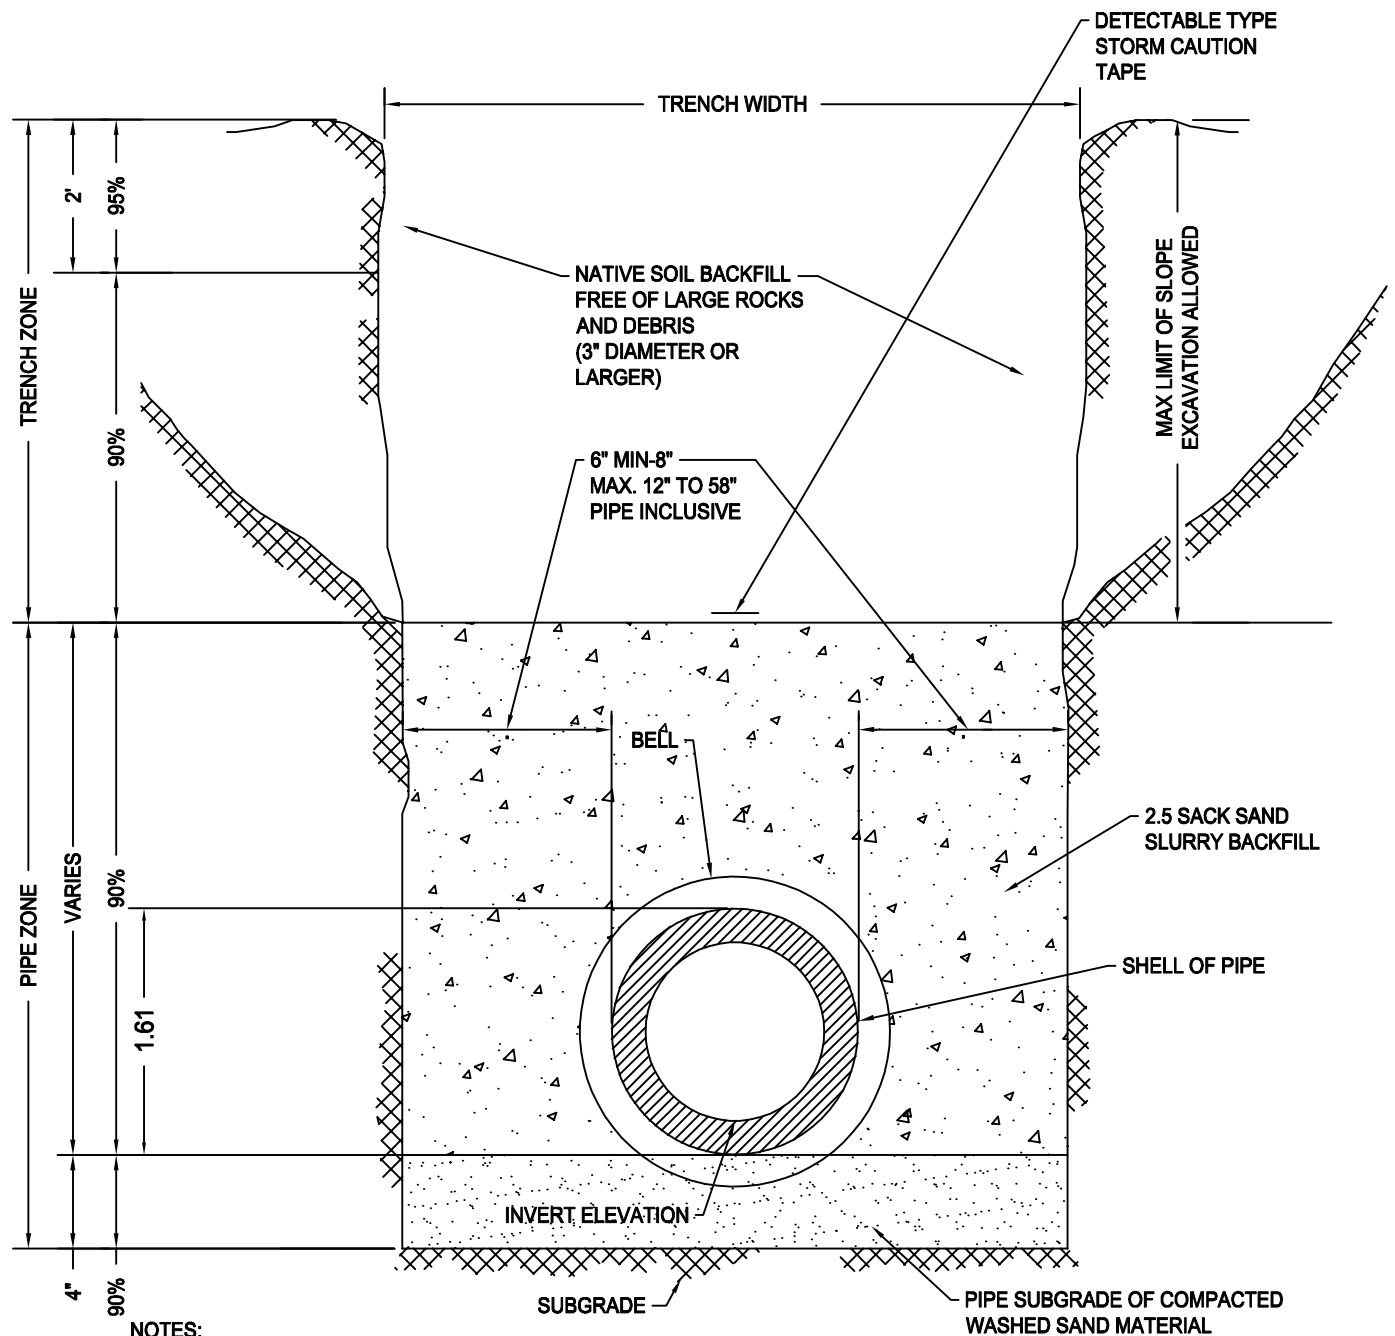 DETECTABLE TYPE
STORM CAUTION
TAPE
TRENCH WIDTH
2'
95%
TRENCH ZONE
90%
NATIVE SOIL BACKFILL
FREE OF LARGE ROCKS
AND DEBRIS
(3" DIAMETER OR
LARGER)
MAX LIMIT OF SLOPE
EXCAVATION ALLOWED
6" MIN-8"
MAX. 12" TO 58"
PIPE INCLUSIVE
BELL
2.5 SACK SAND
SLURRY BACKFILL
PIPE ZONE
VARIES
90%
1.61
SHELL OF PIPE
INVERT ELEVATION
4"
90%
SUBGRADE
PIPE SUBGRADE OF COMPACTED
WASHED SAND MATERIAL
NOTES: